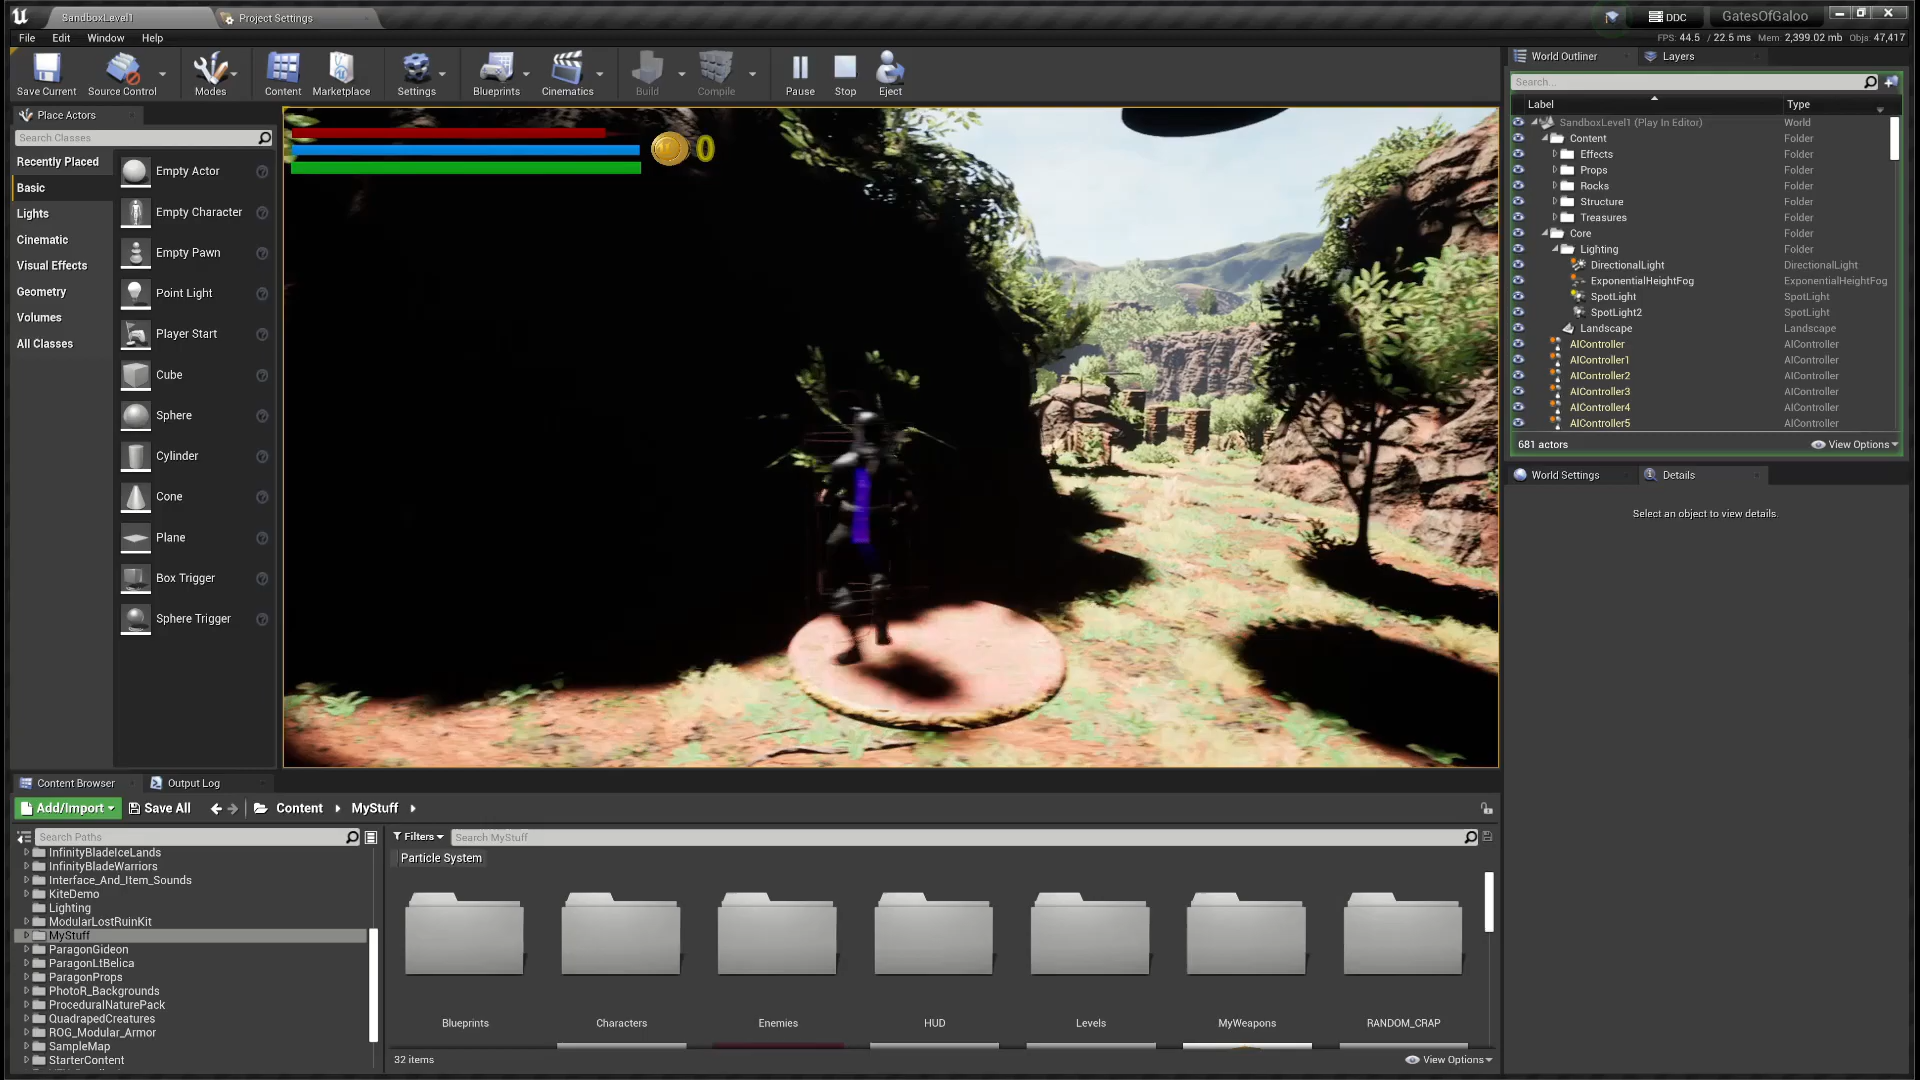 SandboxLevel1
Project Settings
DDC
GatesOfGaloo
File Edit Window Help
FPS: 44.5 / 22.5 ms Mem: 2,399.02 mb Objs: 47,417
Save Current
Source Control
Modes
Content
Marketplace
Settings
Blueprints
Cinematics
Build
Compile
Pause
Stop
Eject
World Outliner
Layers
Place Actors
Search Classes
Recently Placed
Basic
Lights
Cinematic
Visual Effects
Geometry
Volumes
All Classes
Empty Actor
Empty Character
Empty Pawn
Point Light
Player Start
Cube
Sphere
Cylinder
Cone
Plane
Box Trigger
Sphere Trigger
0
Search...
Label Type
SandboxLevel1 (Play In Editor) World
Content Folder
Effects Folder
Props Folder
Rocks Folder
Structure Folder
Treasures Folder
Core Folder
Lighting Folder
DirectionalLight DirectionalLight
ExponentialHeightFog ExponentialHeightFog
SpotLight SpotLight
SpotLight2 SpotLight
Landscape Landscape
AIController AIController
AIController1 AIController
AIController2 AIController
AIController3 AIController
AIController4 AIController
AIController5 AIController
681 actors View Options
World Settings
Details
Select an object to view details.
Content Browser
Output Log
Add/Import Save All Content MyStuff
Search Paths
InfinityBladeIceLands
InfinityBladeWarriors
Interface_And_Item_Sounds
KiteDemo
Lighting
ModularLostRuinKit
MyStuff
ParagonGideon
ParagonLtBelica
ParagonProps
PhotoR_Backgrounds
ProceduralNaturePack
QuadrapedCreatures
ROG_Modular_Armor
SampleMap
StarterContent
Filters Search MyStuff
Particle System
Blueprints
Characters
Enemies
HUD
Levels
MyWeapons
RANDOM_CRAP
32 items View Options